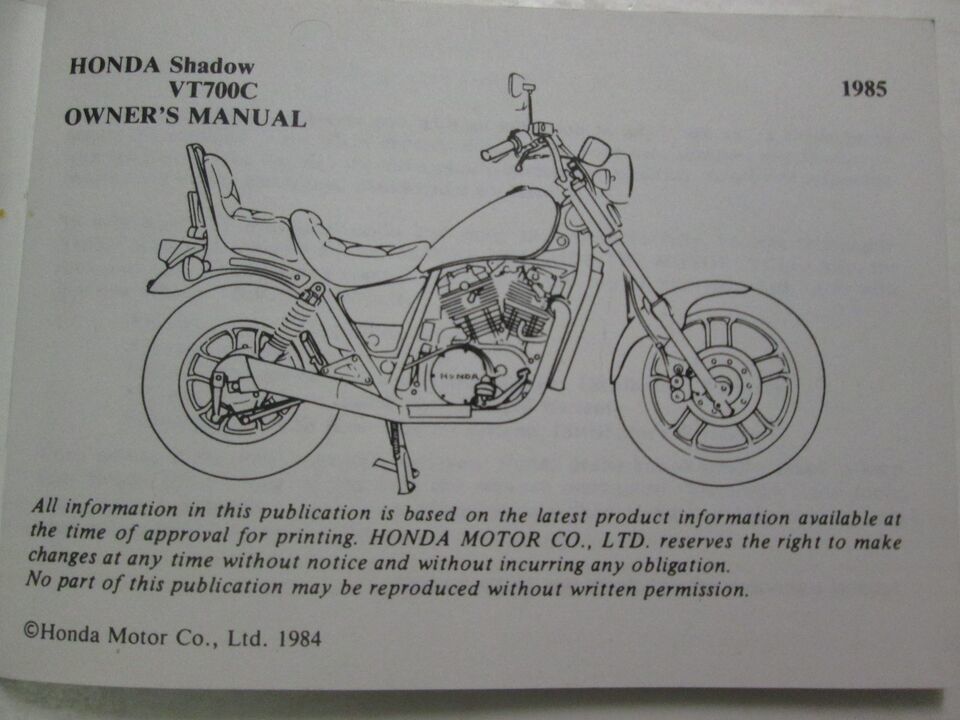 HONDA Shadow
VT700C
OWNER'S MANUAL
1985
HONDA
All information in this publication is based on the latest product information available at
the time of approval for printing. HONDA MOTOR CO., LTD. reserves the right to make
changes at any time without notice and without incurring any obligation.
No part of this publication may be reproduced without written permission.
©Honda Motor Co., Ltd. 1984